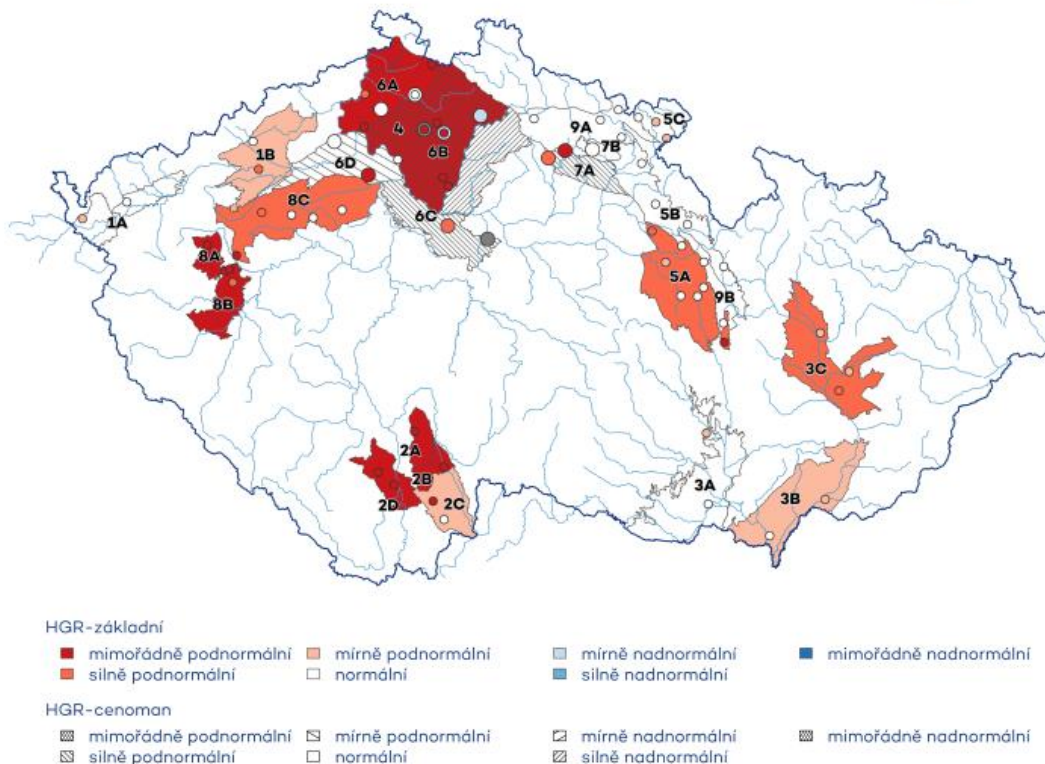 6A
5C
4
9A
7B
1B
6B
6D
7A
8C
1A
6C
5B
8A
5A
8B
9B
3C
2A
2B
3A
3B
2D
2C
HGR-základní
mimořádně podnormální mírně podnormální mírně nadnormální mimořádně nadnormální
silně podnormální normální silně nadnormální
HGR-cenoman
mimořádně podnormální mírně podnormální mírně nadnormální mimořádně nadnormální
silně podnormální normální silně nadnormální